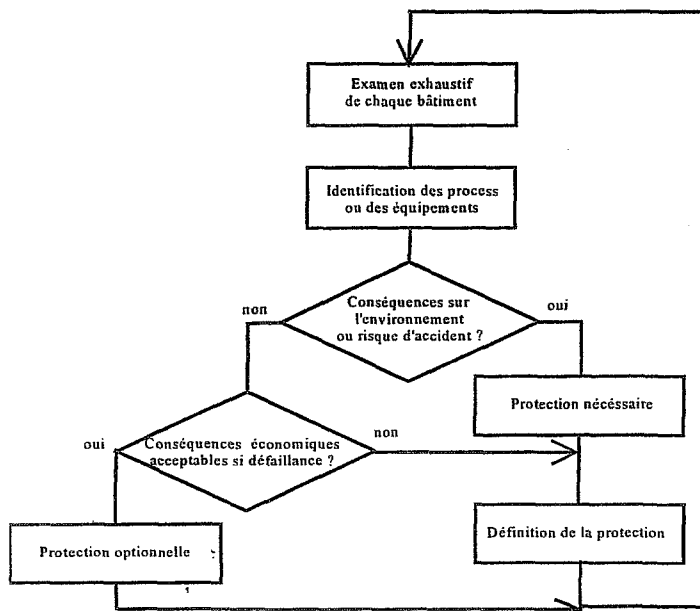 Examen exhaustif
de chaque bâtiment
Identification des process
ou des équipements
Conséquences sur
l'environnement
ou risque d'accident ?
non
oui
Protection nécéssaire
Conséquences économiques
acceptables si défaillance ?
oui
non
Définition de la protection
Protection optionnelle